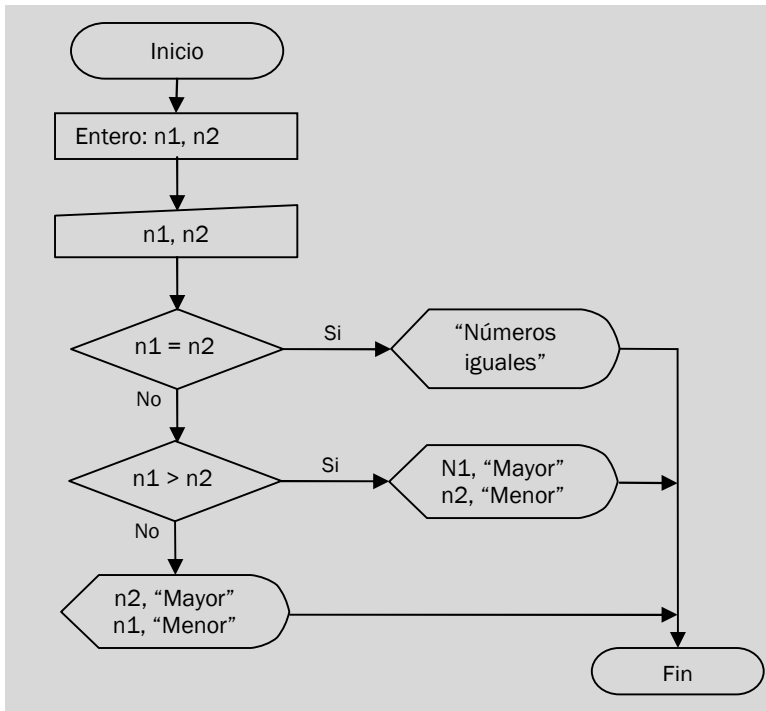 Inicio
Entero: n1, n2
n1, n2
n1 = n2
Si
“Números
iguales”
No
n1 > n2
Si
N1, “Mayor”
n2, “Menor”
No
n2, “Mayor”
n1, “Menor”
Fin